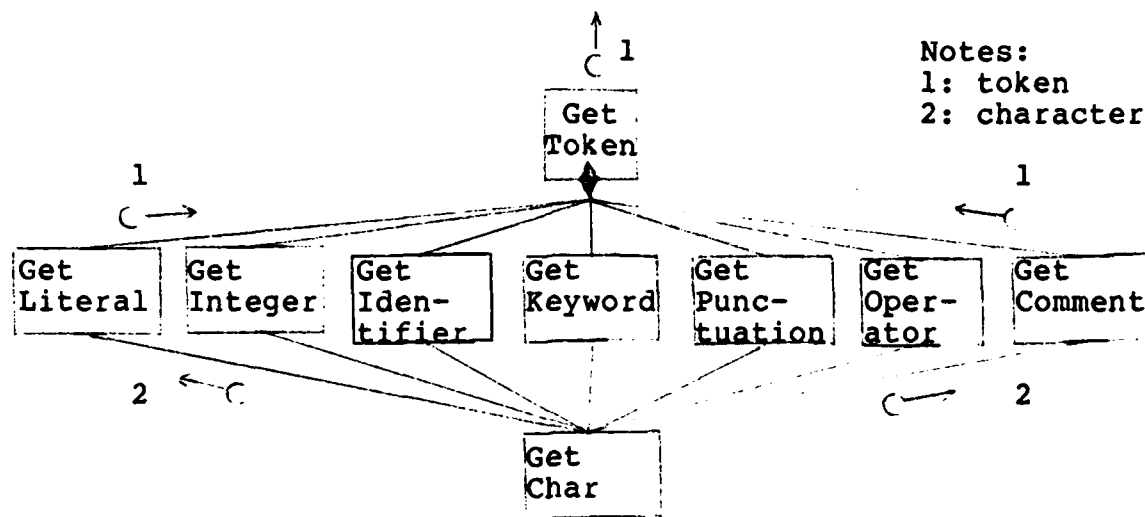 1
Notes:
1: token
2: character
Get
Token
1
1
Get
Literal
Get
Integer
Get
Iden-
tifier
Get
Keyword
Get
Punc-
tuation
Get
Oper-
ator
Get
Comment
2
2
Get
Char